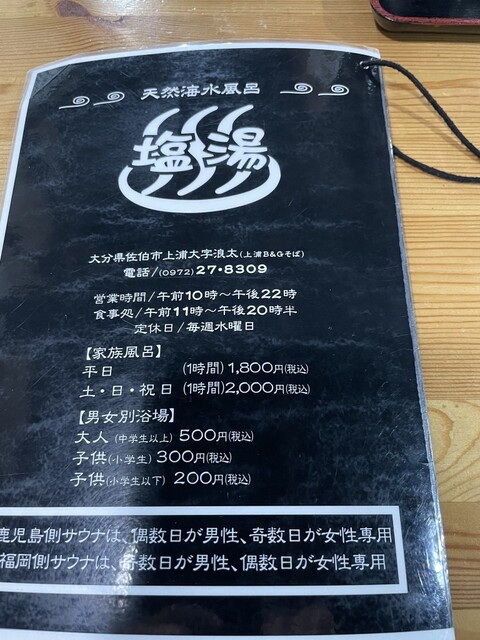 天然海水風呂
塩湯
大分県佐伯市上浦大字浪太(上浦B&Gそば)
電話/(0972)27・8309
営業時間/午前10時〜午後22時
食事処/午前11時〜午後20時半
定休日/毎週水曜日
【家族風呂】
平日 (1時間)1,800円(税込)
土・日・祝日 (1時間)2,000円(税込)
【男女別浴場】
大人(中学生以上)500円(税込)
子供(小学生)300円(税込)
子供(小学生以下)200円(税込)
鹿児島側サウナは、偶数日が男性、奇数日が女性専用
福岡側サウナは、奇数日が男性、偶数日が女性専用